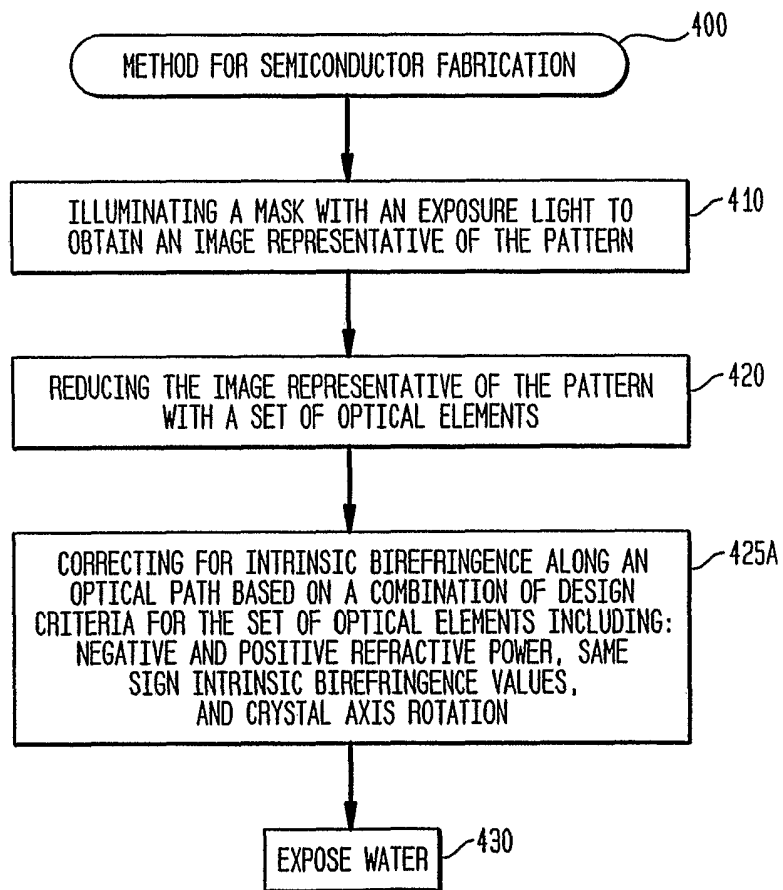 400
METHOD FOR SEMICONDUCTOR FABRICATION
410
ILLUMINATING A MASK WITH AN EXPOSURE LIGHT TO
OBTAIN AN IMAGE REPRESENTATIVE OF THE PATTERN
420
REDUCING THE IMAGE REPRESENTATIVE OF THE PATTERN
WITH A SET OF OPTICAL ELEMENTS
425A
CORRECTING FOR INTRINSIC BIREFRINGENCE ALONG AN
OPTICAL PATH BASED ON A COMBINATION OF DESIGN
CRITERIA FOR THE SET OF OPTICAL ELEMENTS INCLUDING:
NEGATIVE AND POSITIVE REFRACTIVE POWER, SAME
SIGN INTRINSIC BIREFRINGENCE VALUES,
AND CRYSTAL AXIS ROTATION
430
EXPOSE WATER